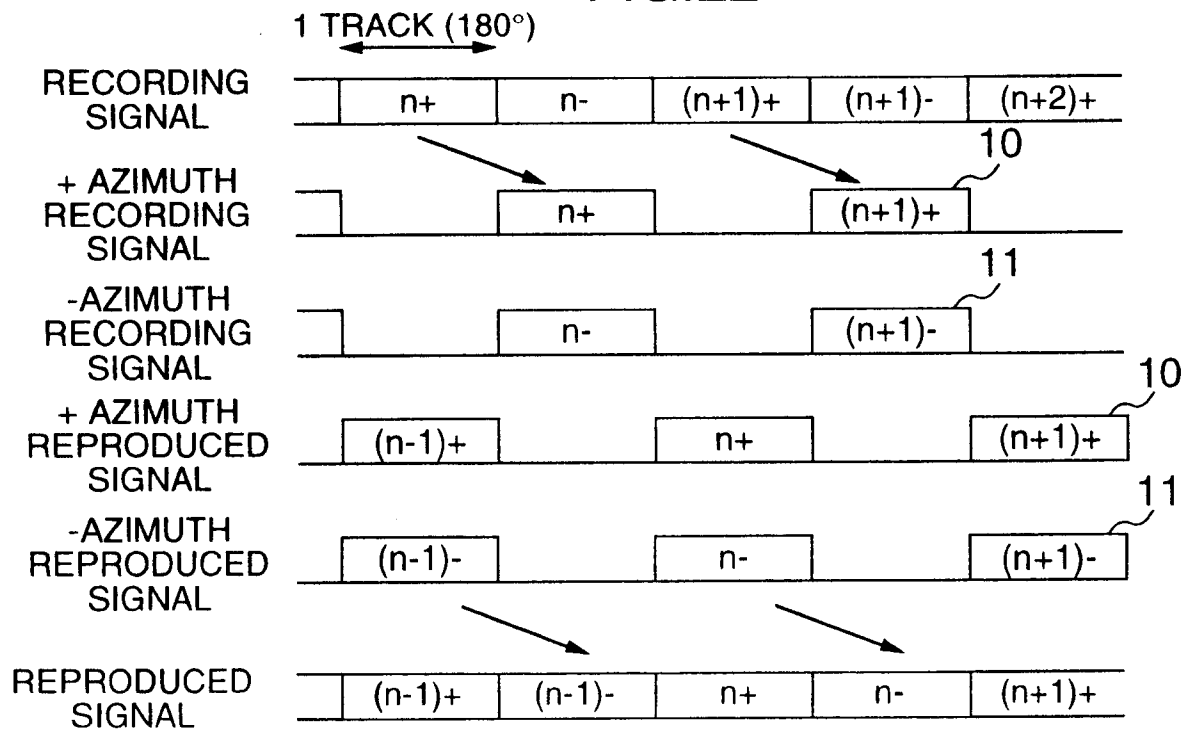 1 TRACK (180°)
RECORDING
SIGNAL
n+ n- (n+1)+ (n+1)- (n+2)+
10
+ AZIMUTH
RECORDING
SIGNAL
n+ (n+1)+
11
-AZIMUTH
RECORDING
SIGNAL
n- (n+1)-
10
+ AZIMUTH
REPRODUCED
SIGNAL
(n-1)+ n+ (n+1)+
11
-AZIMUTH
REPRODUCED
SIGNAL
(n-1)- n- (n+1)-
REPRODUCED
SIGNAL
(n-1)+ (n-1)- n+ n- (n+1)+